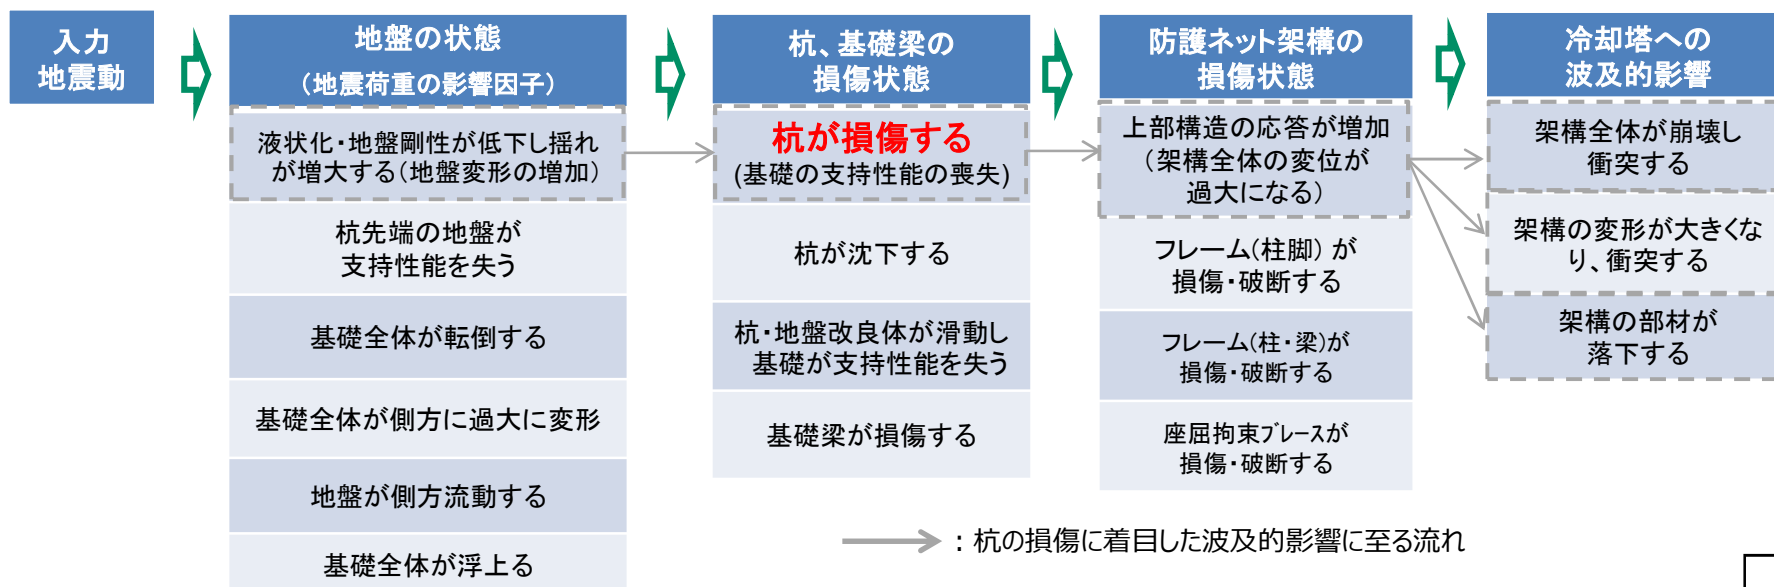 入力
地震動
地盤の状態
（地震荷重の影響因子）
液状化・地盤剛性が低下し揺れ
が増大する（地盤変形の増加）
杭先端の地盤が
支持性能を失う
基礎全体が転倒する
基礎全体が側方に過大に変形
地盤が側方流動する
基礎全体が浮上る
杭、基礎梁の
損傷状態
杭が損傷する
(基礎の支持性能の喪失)
杭が沈下する
杭・地盤改良体が滑動し
基礎が支持性能を失う
基礎梁が損傷する
防護ネット架構の
損傷状態
上部構造の応答が増加
（架構全体の変位が
過大になる）
フレーム(柱脚) が
損傷・破断する
フレーム(柱・梁)が
損傷・破断する
座屈拘束ﾌﾞﾚｰｽが
損傷・破断する
冷却塔への
波及的影響
架構全体が崩壊し
衝突する
架構の変形が大きくな
り、衝突する
架構の部材が
落下する
：杭の損傷に着目した波及的影響に至る流れ